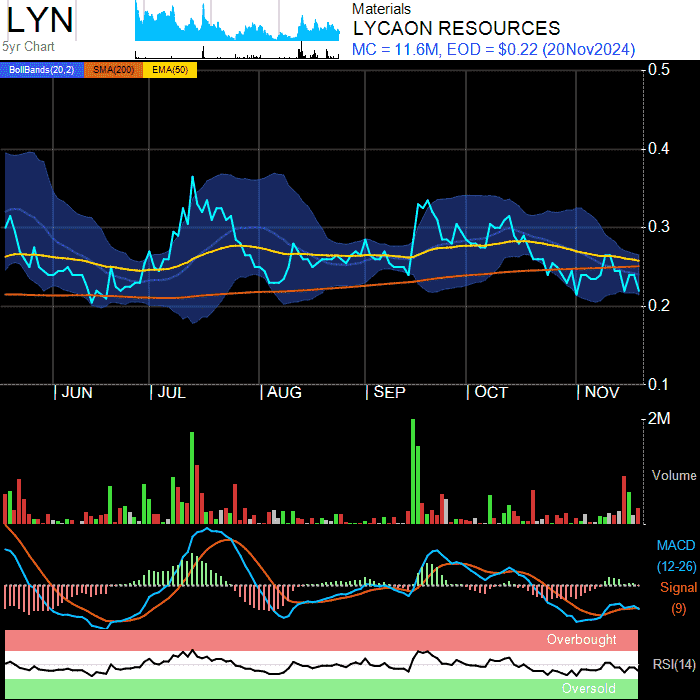 LYN
5yr Chart
Materials
LYCAON RESOURCES
MC = 11.6M, EOD = $0.22 (20Nov2024)
BollBands(20,2) SMA(200) EMA(50)
0.5
0.4
0.3
0.2
0.1
JUN JUL AUG SEP OCT NOV
2M
Volume
MACD
(12-26)
Signal
(9)
Overbought
RSI(14)
Oversold